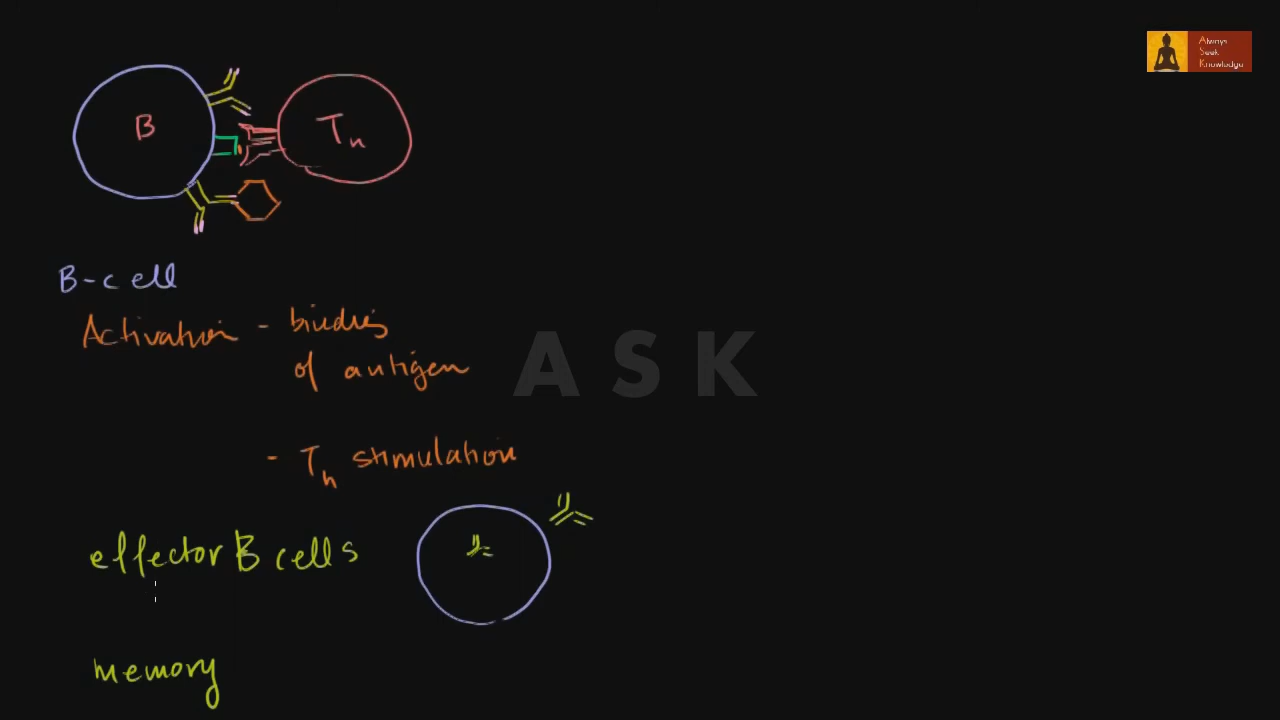 Always
Seek
Knowledge
B
Th
B-cell
Activation - binding
of antigen
ASK
- Th stimulation
effector B cells
memory